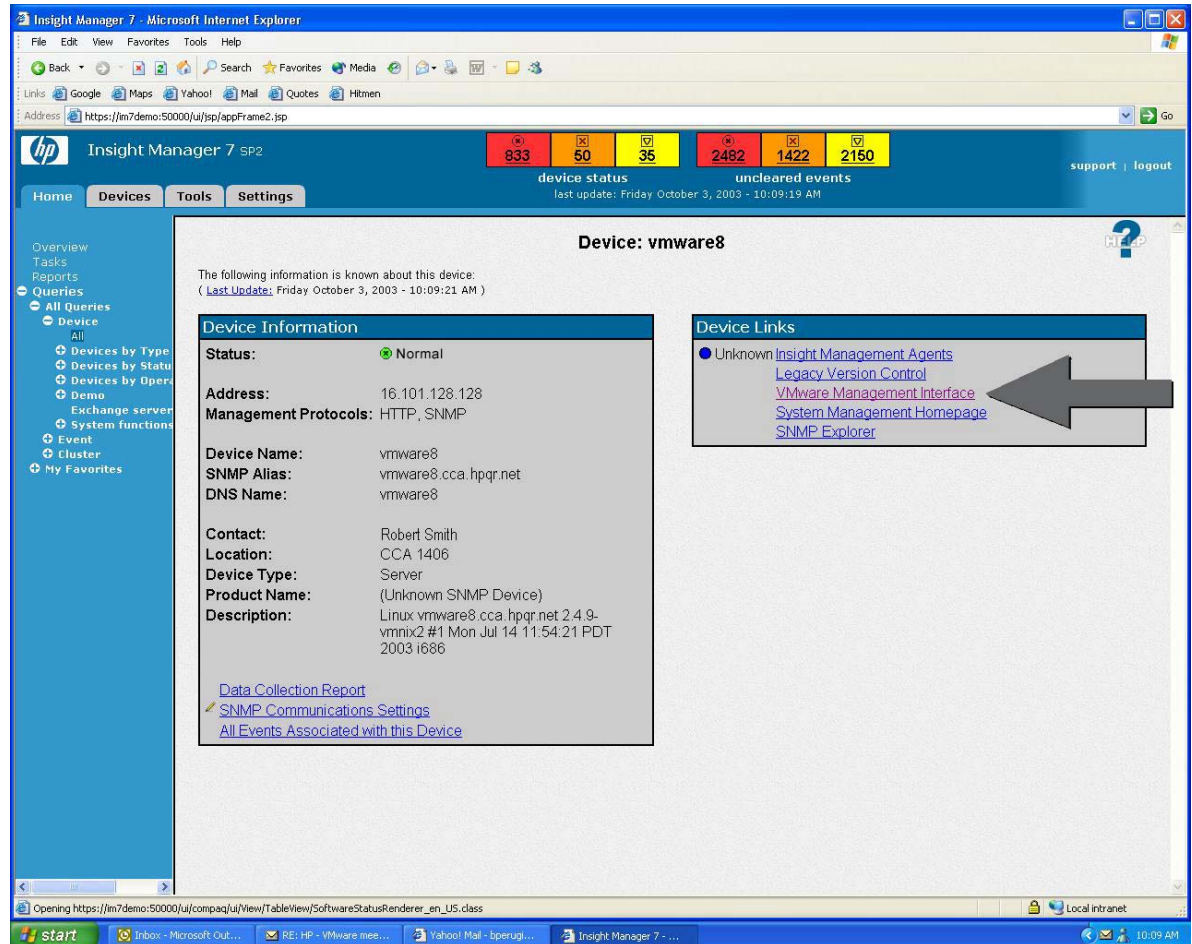 Insight Manager 7 - Microsoft Internet Explorer
File Edit View Favorites Tools Help
Back Search Favorites Media
Links Google Maps Yahoo! Mail Quotes Hitmen
Address https://im7demo:50000/ui/jsp/appFrame2.jsp Go
hp Insight Manager 7 SP2
833 50 35 2482 1422 2150
device status uncleared events
last update: Friday October 3, 2003 - 10:09:19 AM
support | logout
Home Devices Tools Settings
Overview
Tasks
Reports
Queries
All Queries
Device
All
Devices by Type
Devices by Statu
Devices by Opera
Demo
Exchange server
System functions
Event
Cluster
My Favorites
Device: vmware8
HELP
The following information is known about this device:
( Last Update: Friday October 3, 2003 - 10:09:21 AM )
Device Information
Status: Normal
Address: 16.101.128.128
Management Protocols: HTTP, SNMP
Device Name: vmware8
SNMP Alias: vmware8.cca.hpqr.net
DNS Name: vmware8
Contact: Robert Smith
Location: CCA 1406
Device Type: Server
Product Name: (Unknown SNMP Device)
Description: Linux vmware8.cca.hpqr.net 2.4.9-
vmnix2 #1 Mon Jul 14 11:54:21 PDT
2003 i686
Data Collection Report
SNMP Communications Settings
All Events Associated with this Device
Device Links
Unknown Insight Management Agents
Legacy Version Control
VMware Management Interface
System Management Homepage
SNMP Explorer
Opening https://im7demo:50000/ui/compaq/ui/View/TableView/SoftwareStatusRenderer_en_US.class
Local intranet
start Inbox - Microsoft Out... RE: HP - VMware mee... Yahoo! Mail - bperugi... Insight Manager 7 - ... 10:09 AM